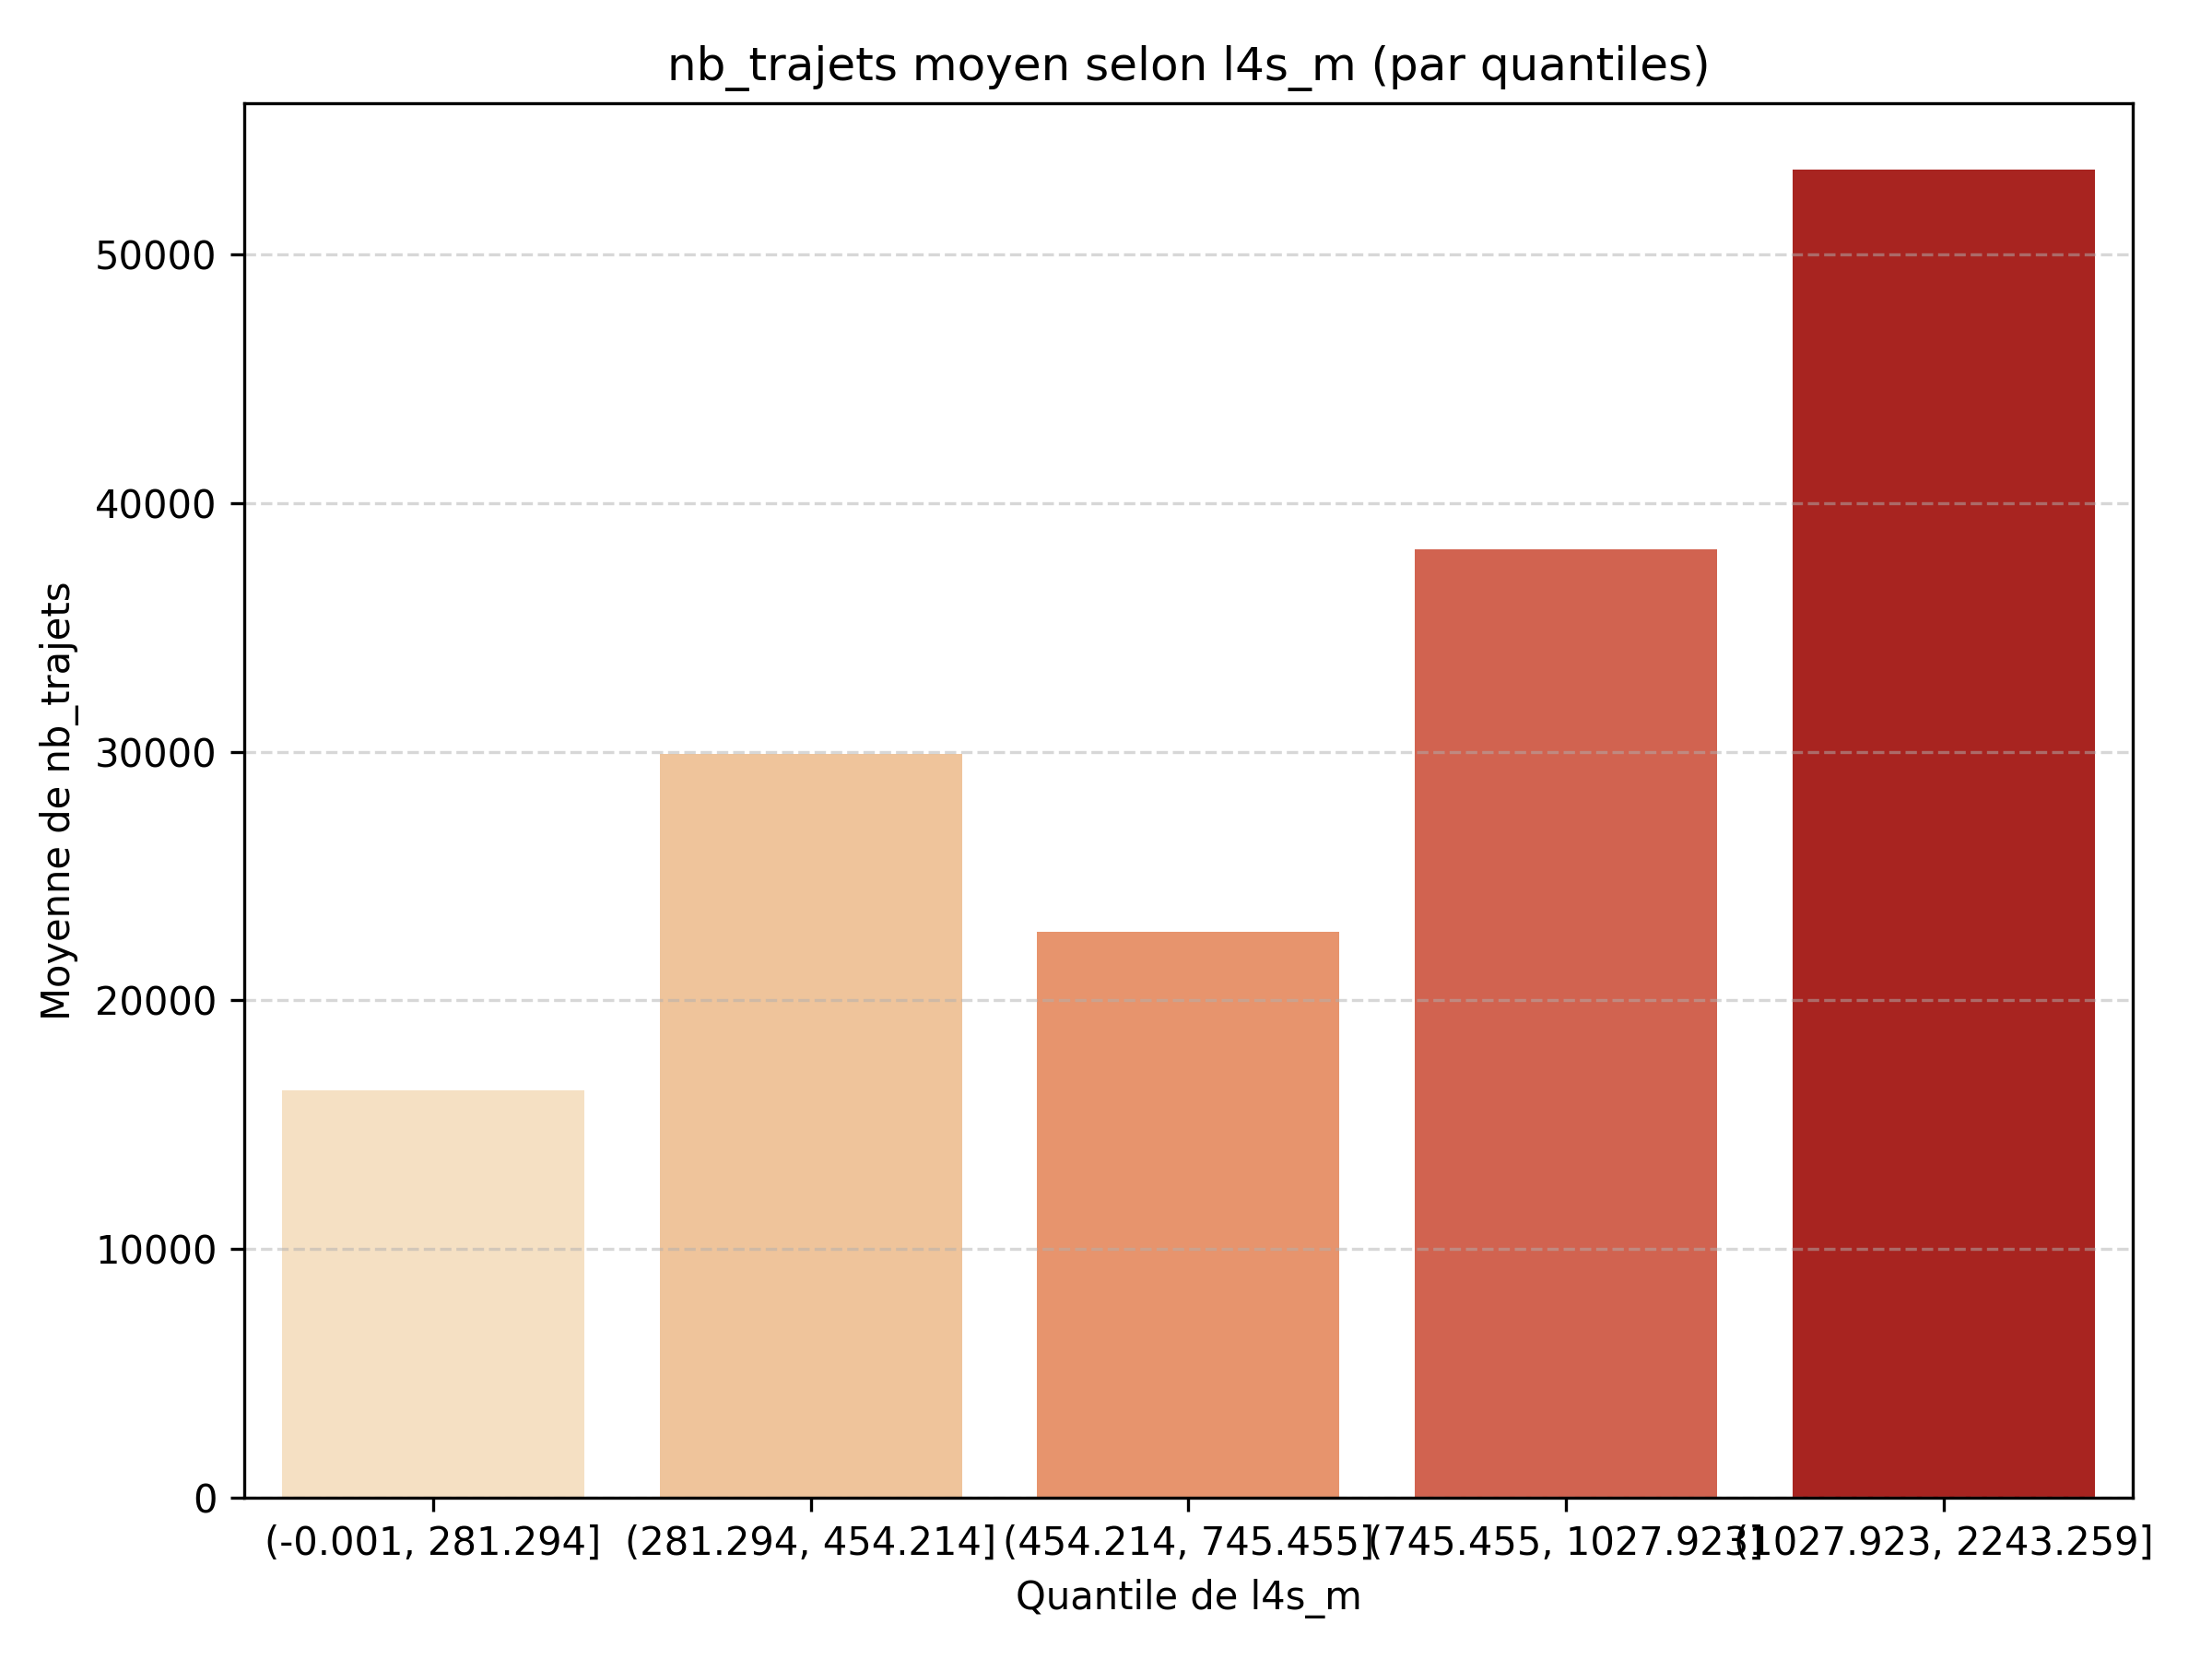 nb_trajets moyen selon l4s_m (par quantiles)
Moyenne de nb_trajets
50000
40000
30000
20000
10000
0
(-0.001, 281.294] (281.294, 454.214] (454.214, 745.455] (745.455, 1027.923] (1027.923, 2243.259]
Quantile de l4s_m